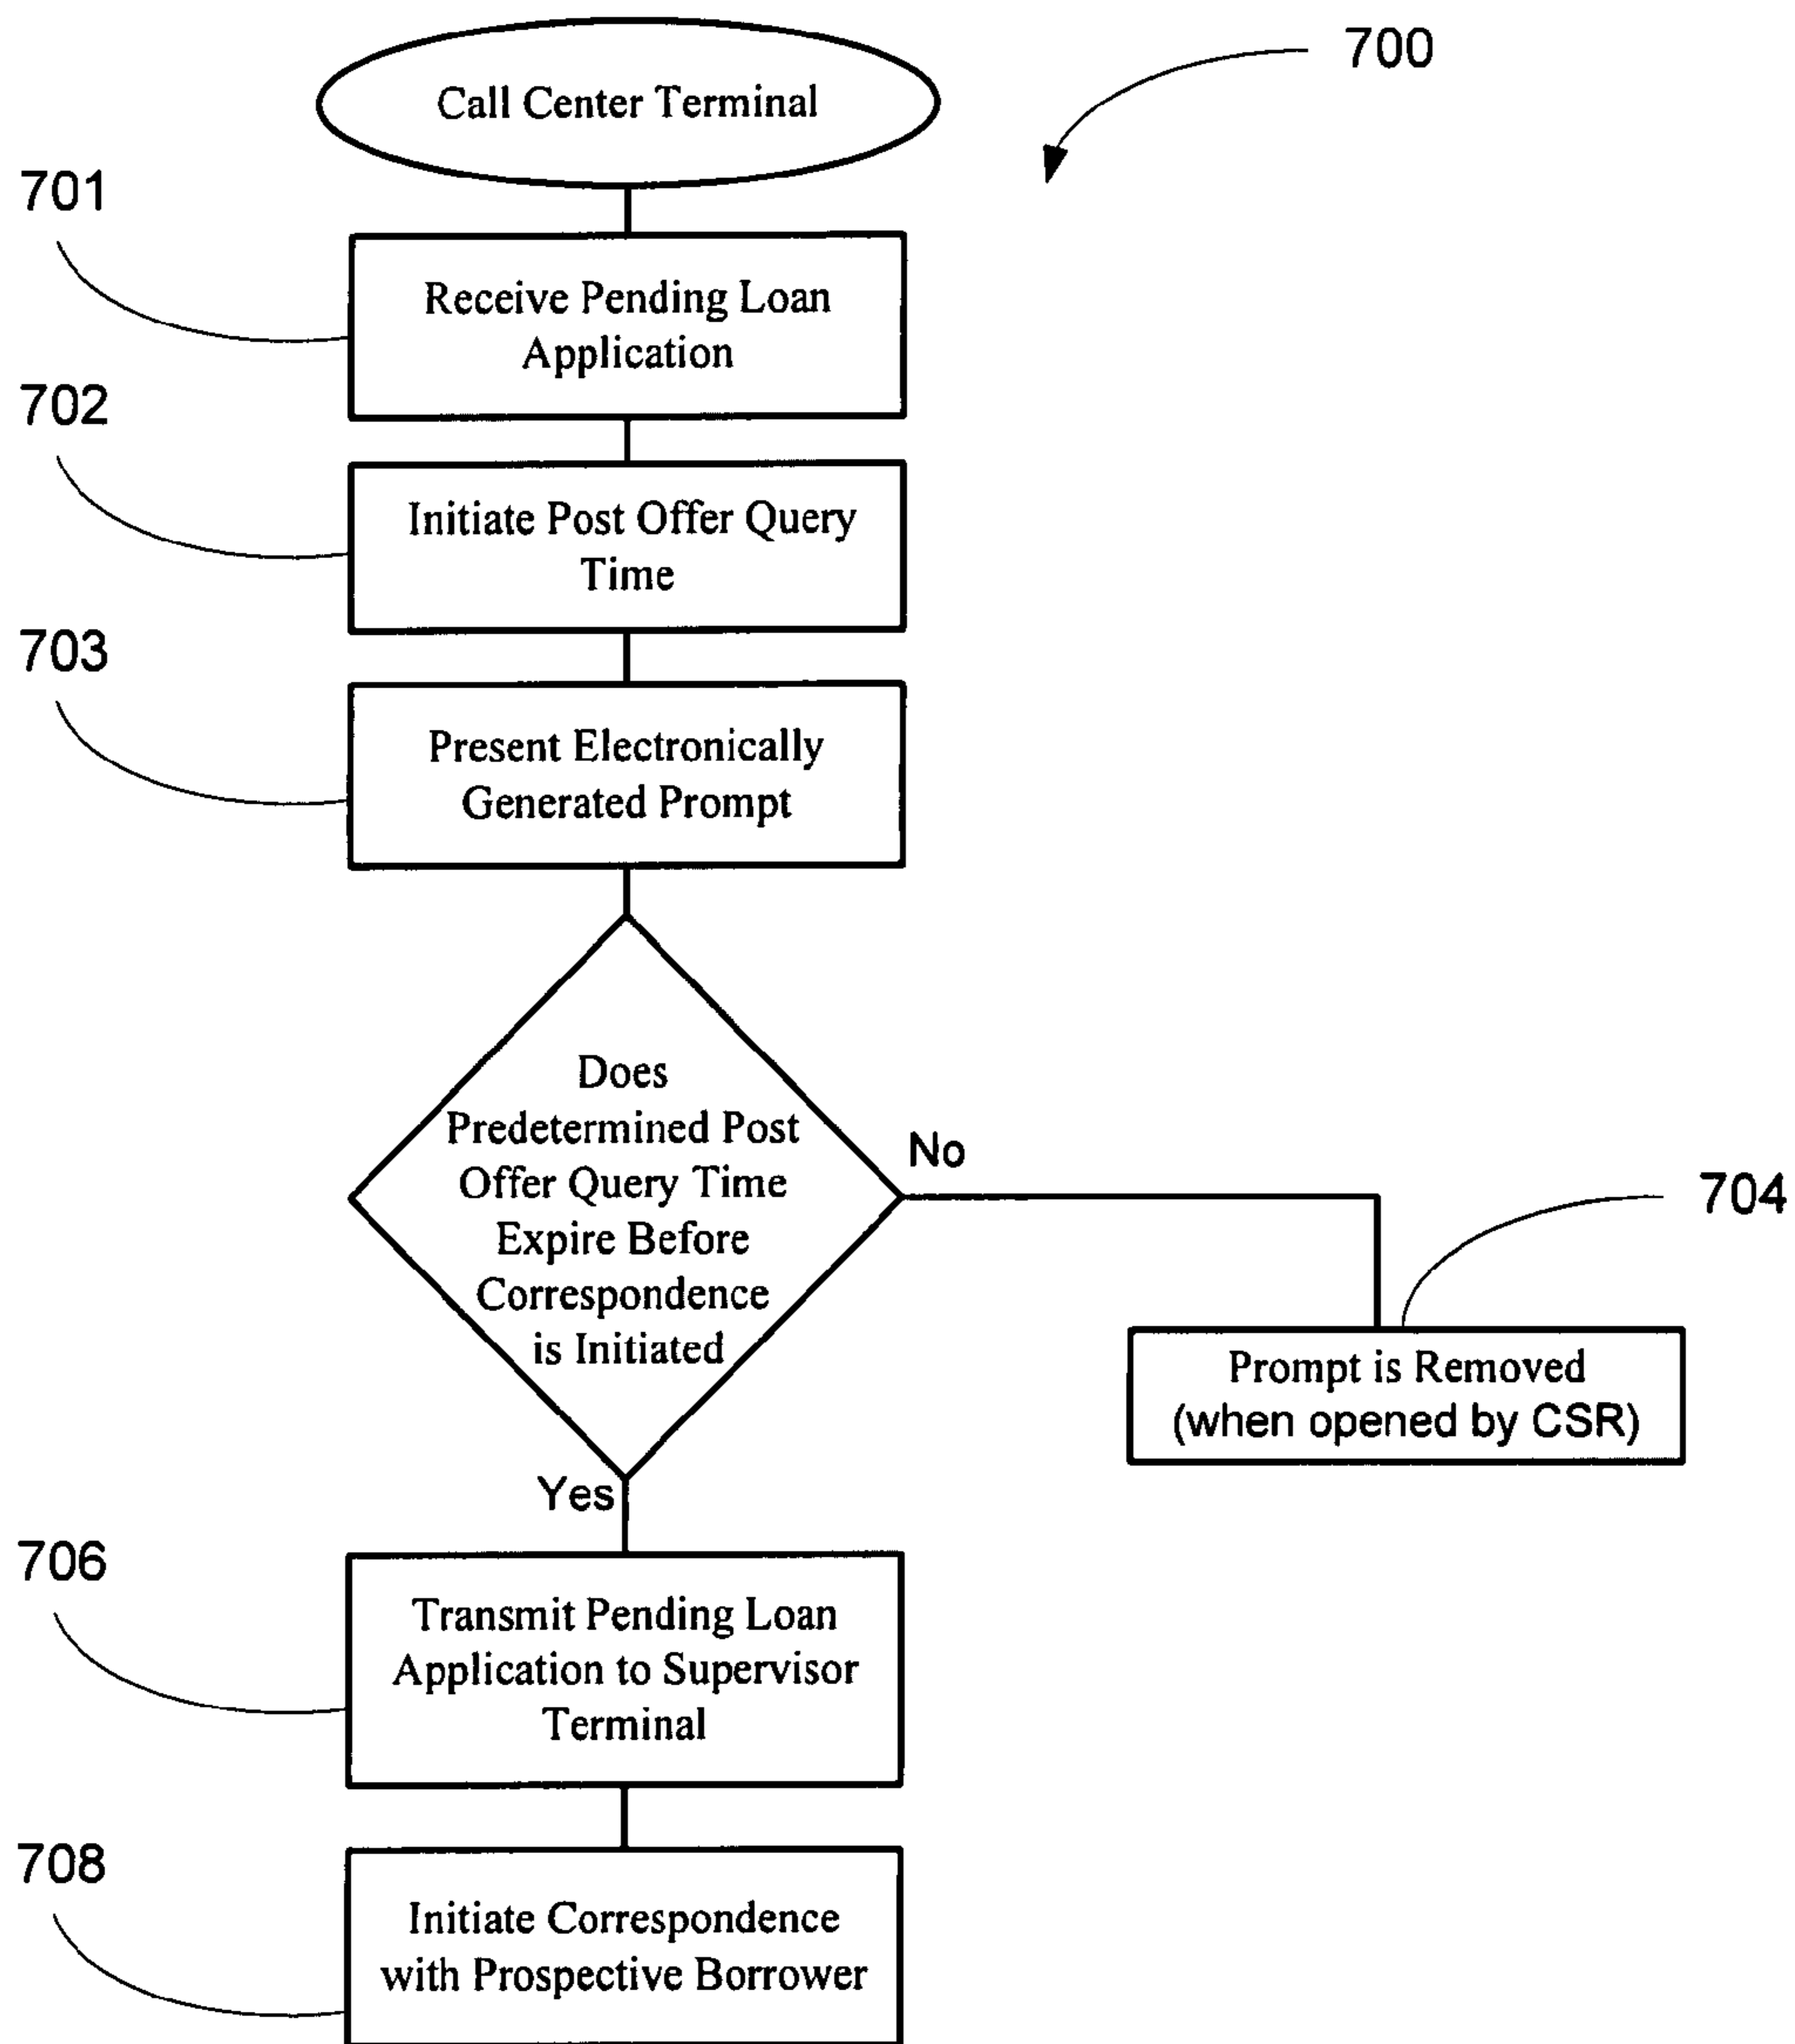 700
Call Center Terminal
701
Receive Pending Loan
Application
702
Initiate Post Offer Query
Time
703
Present Electronically
Generated Prompt
Does
Predetermined Post
Offer Query Time
Expire Before
Correspondence
is Initiated
No
704
Prompt is Removed
(when opened by CSR)
Yes
706
Transmit Pending Loan
Application to Supervisor
Terminal
708
Initiate Correspondence
with Prospective Borrower